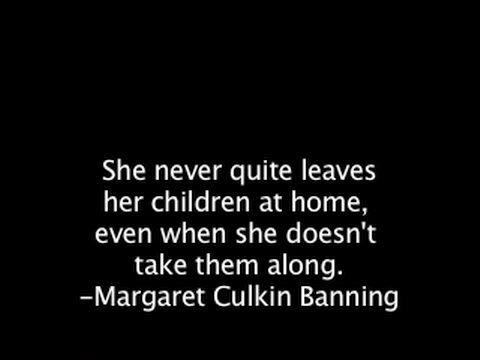 She never quite leaves
her children at home,
even when she doesn't
take them along.
-Margaret Culkin Banning